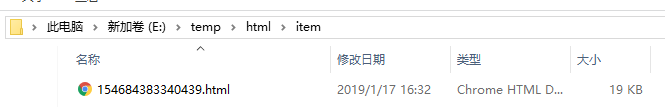 此电脑 > 新加卷 (E:) > temp > html > item
名称 修改日期 类型 大小
154684383340439.html 2019/1/17 16:32 Chrome HTML D... 19 KB